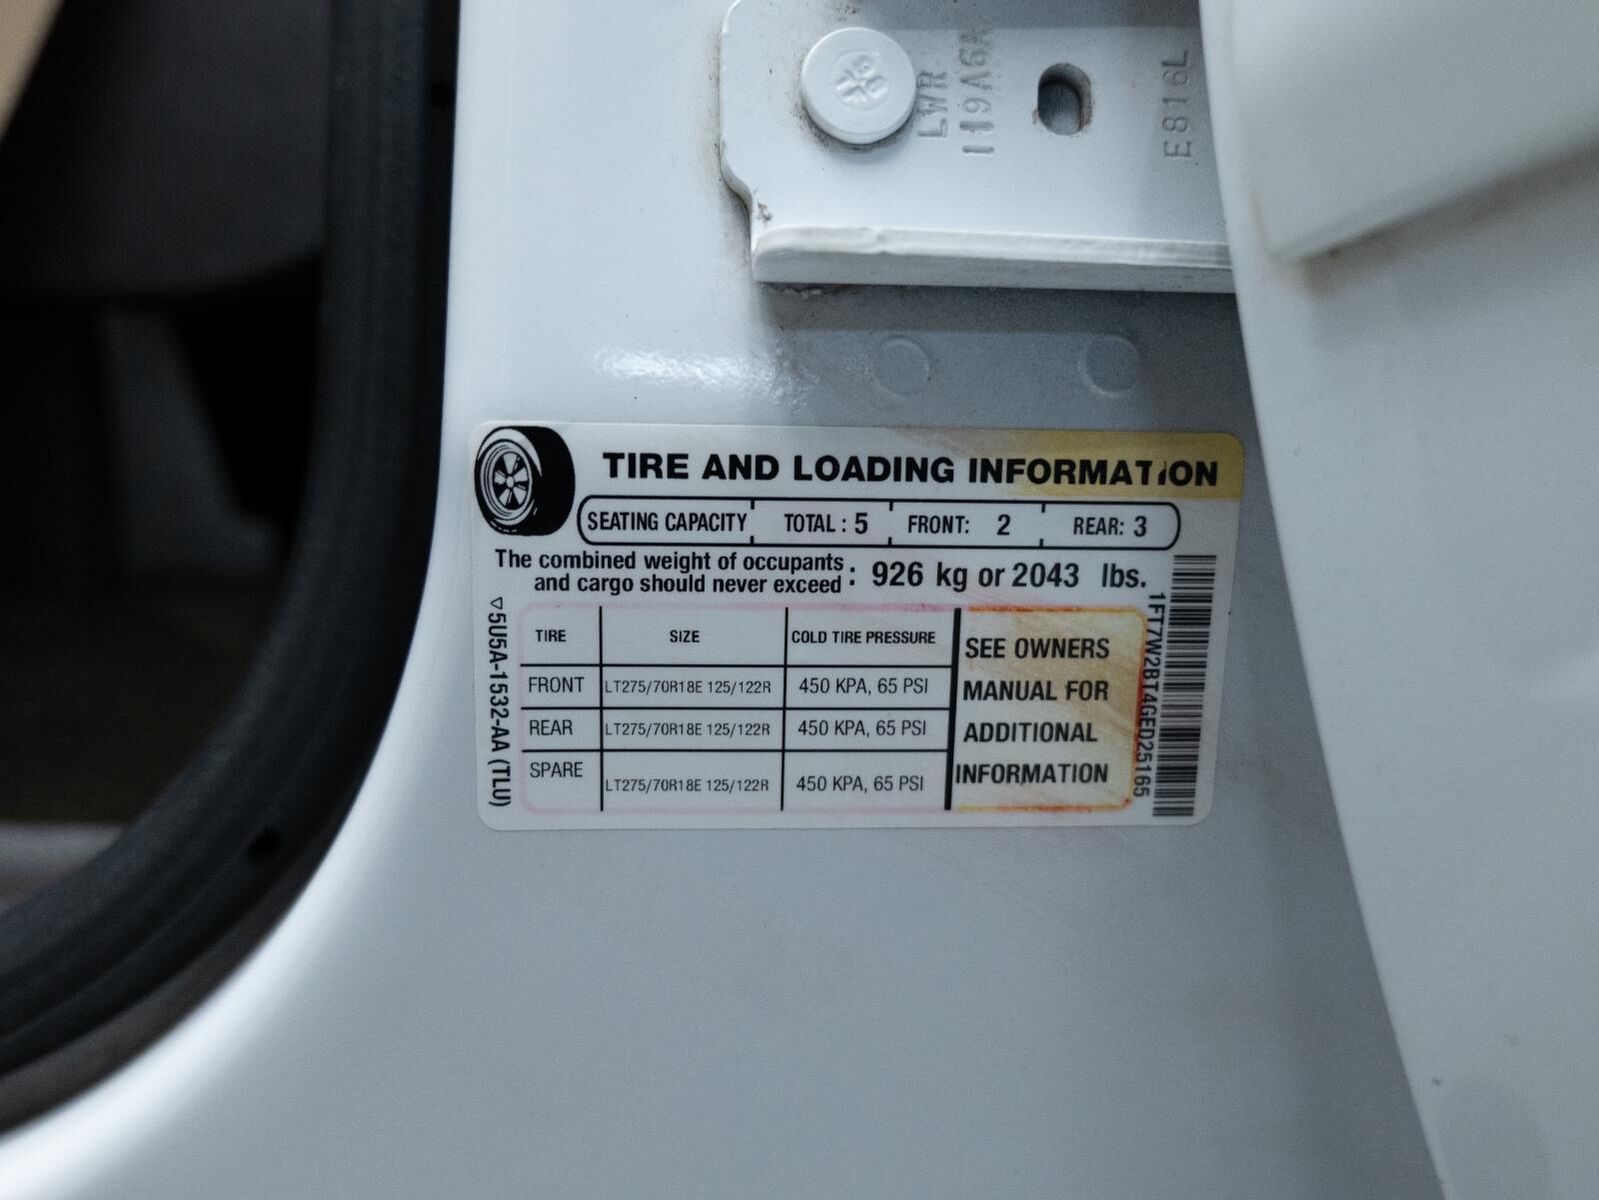 LWR
119A6A
E816L
TIRE AND LOADING INFORMATION
SEATING CAPACITY TOTAL : 5 FRONT: 2 REAR: 3
The combined weight of occupants
and cargo should never exceed : 926 kg or 2043 lbs.
TIRE SIZE COLD TIRE PRESSURE
FRONT LT275/70R18E 125/122R 450 KPA, 65 PSI
REAR LT275/70R18E 125/122R 450 KPA, 65 PSI
SPARE LT275/70R18E 125/122R 450 KPA, 65 PSI
SEE OWNERS
MANUAL FOR
ADDITIONAL
INFORMATION
5U5A-1532-AA (TLU)
1FT7W2BT4GED25165